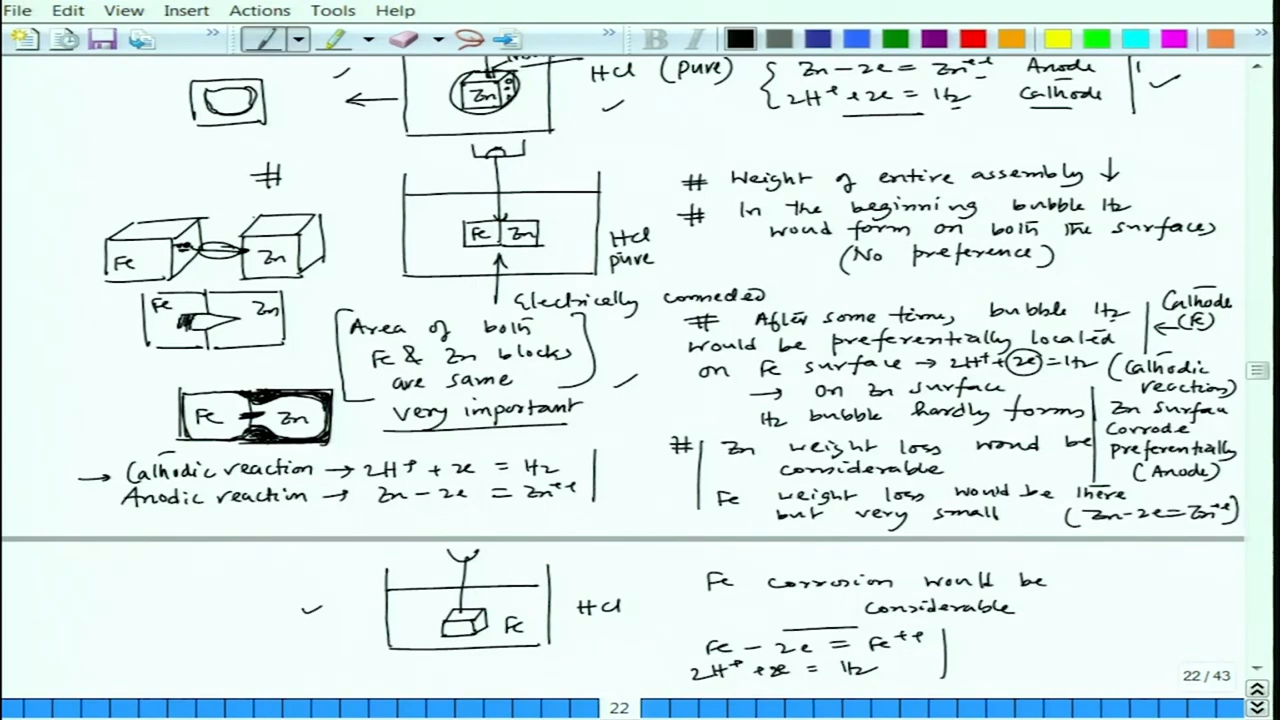 File Edit View Insert Actions Tools Help
HCl (pure)
Zn - 2e = Zn++ Anode
2H+ + 2e = H2 Cathode
Zn
#
# Weight of entire assembly ↓
# In the beginning bubble H2
woud form on both the surfaces
(No preference)
Fe Zn
HCl
pure
Fe Zn
Electrically connected
Fe Zn
[Area of both
Fe & Zn blocks
are same]
very important
# After some time, bubble H2
would be preferentially located
on Fe surface → 2H+ + 2e = H2 (Cathodic
reaction)
Cathode
← (Fe)
→ on Zn surface
H2 bubble hardly forms
Zn surface
Corrode
preferentially
(Anode)
Fe Zn
# Zn weight loss woud be
considerable
Fe weight loss would be there
but very small (Zn-2e=Zn++)
→ Cathodic reaction → 2H+ + 2e = H2
Anodic reaction → Zn - 2e = Zn++
Fe
HCl
Fe corrosion would be
considerable
Fe - 2e = Fe++
2H+ + 2e = H2
22 / 43
22